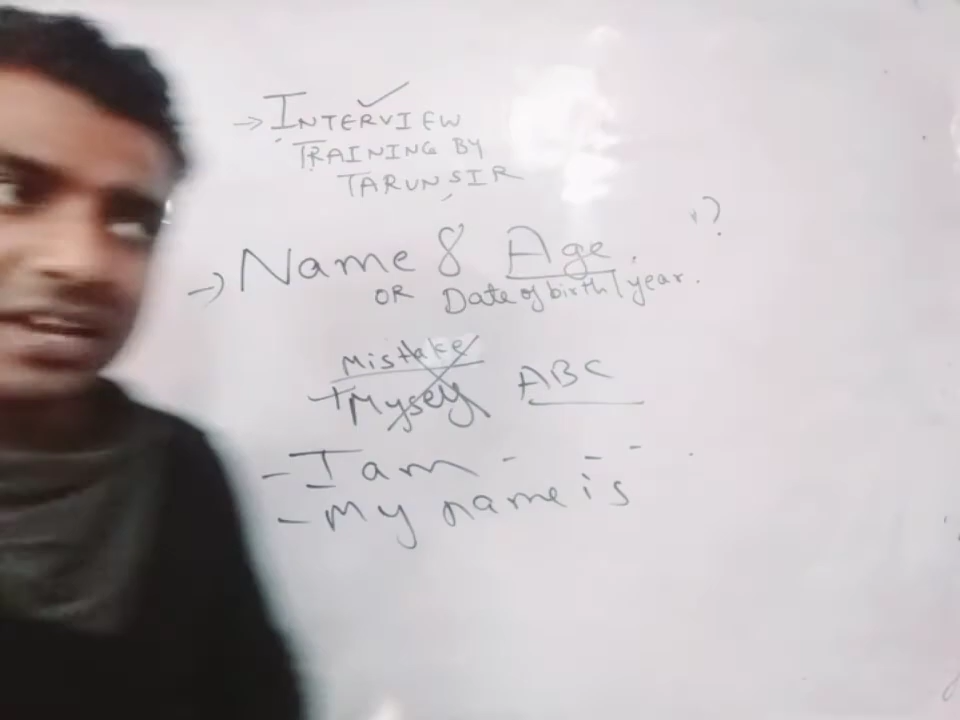 → INTERVIEW ✓
TRAINING BY
TARUN SIR
→ Name & Age. ?
OR Date of birth/year.
Mistake
Myself ABC
- I am - - -
- My name is